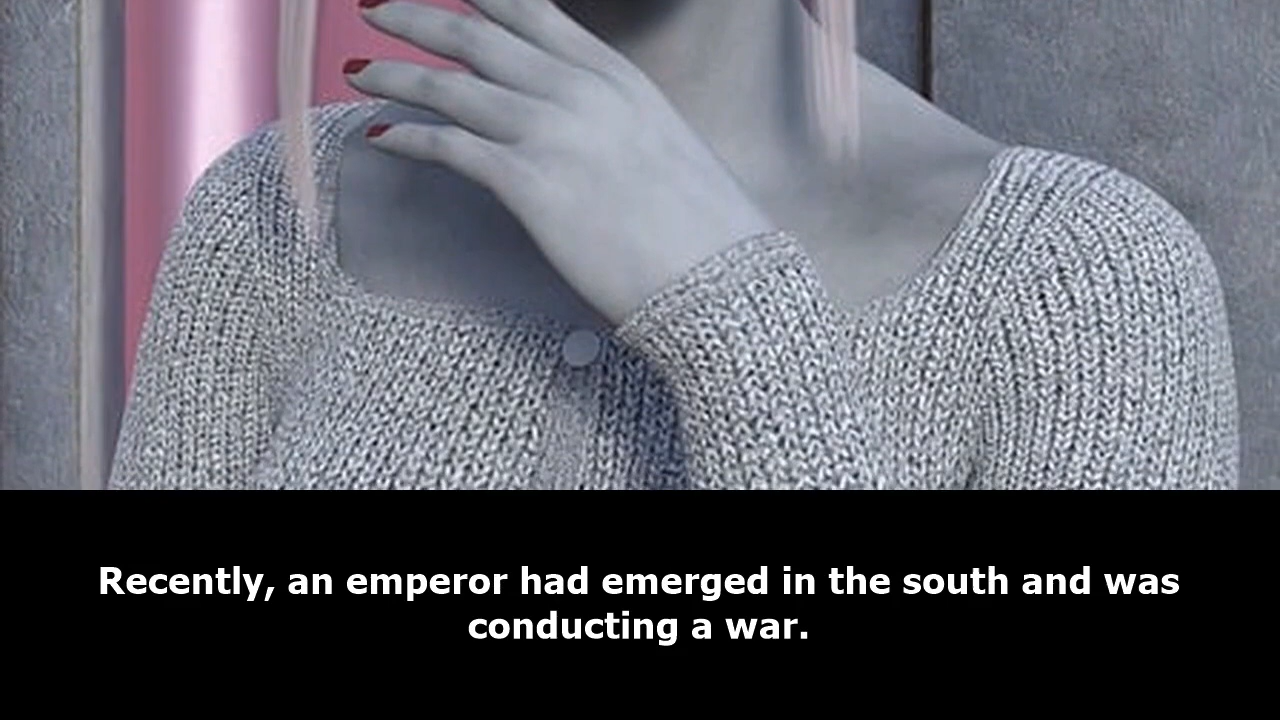 Recently, an emperor had emerged in the south and was
conducting a war.